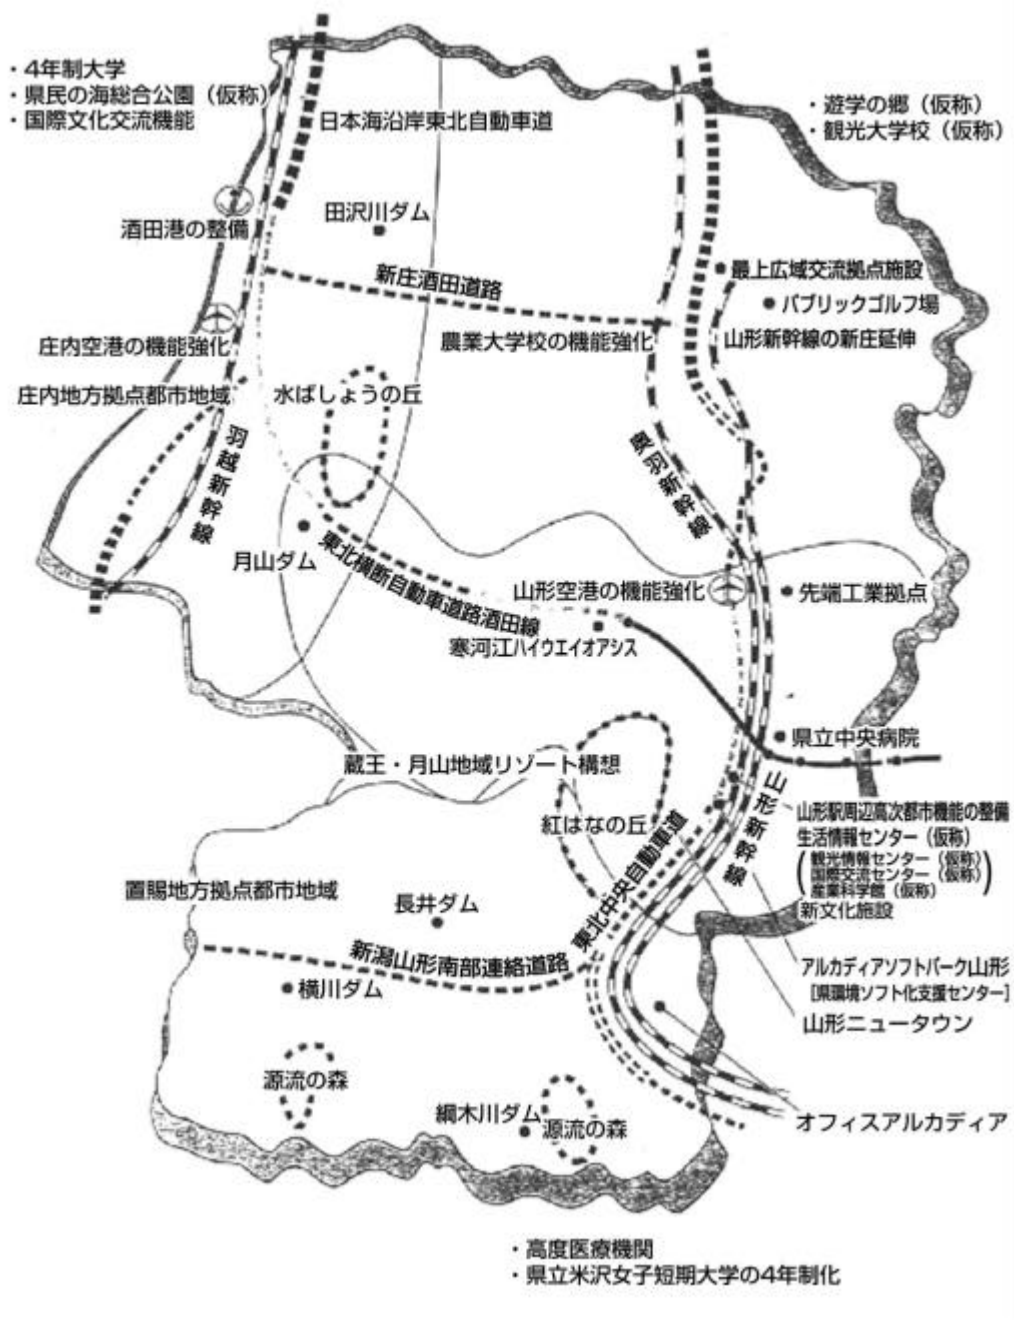 ・4年制大学
・県民の海総合公園（仮称）
・国際文化交流機能
日本海沿岸東北自動車道
・遊学の郷（仮称）
・観光大学校（仮称）
酒田港の整備
田沢川ダム
新庄酒田道路
最上広域交流拠点施設
パブリックゴルフ場
農業大学校の機能強化
山形新幹線の新庄延伸
庄内空港の機能強化
庄内地方拠点都市地域
水ばしょうの丘
羽越新幹線
奥羽新幹線
月山ダム
東北横断自動車道路酒田線
山形空港の機能強化
先端工業拠点
寒河江ハイウエイオアシス
県立中央病院
蔵王・月山地域リゾート構想
山形新幹線
山形駅周辺高次都市機能の整備
生活情報センター（仮称）
（観光情報センター（仮称）
国際交流センター（仮称）
産業科学館（仮称））
新文化施設
紅はなの丘
東北中央自動車道
置賜地方拠点都市地域
長井ダム
新潟山形南部連絡道路
横川ダム
アルカディアソフトパーク山形
［県環境ソフト化支援センター］
山形ニュータウン
源流の森
綱木川ダム
源流の森
オフィスアルカディア
・高度医療機関
・県立米沢女子短期大学の4年制化